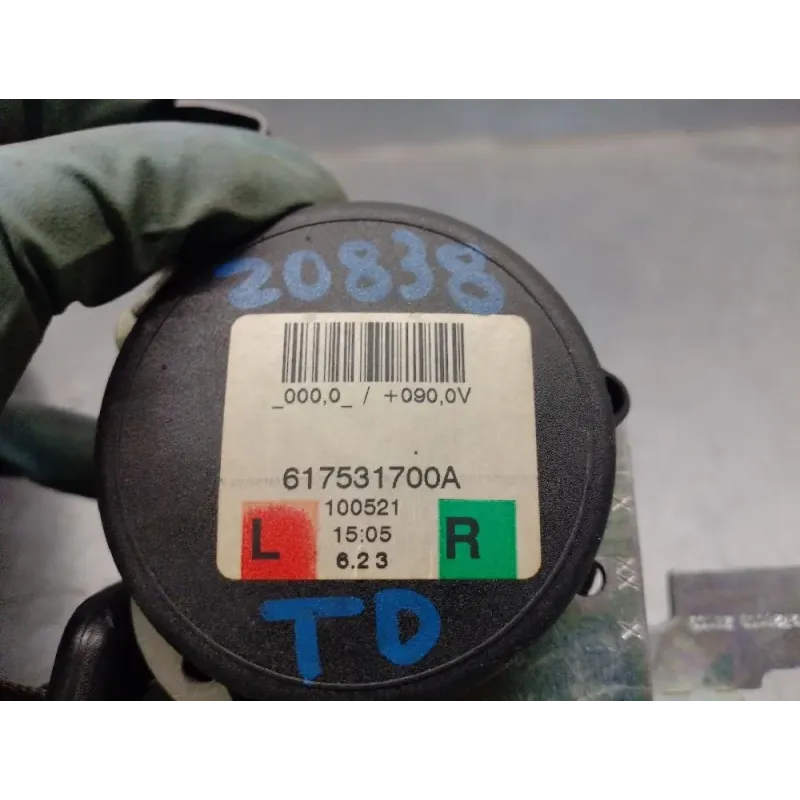 20838
_000,0_ / +090,0V
617531700A
100521
L 15:05 R
6.23
TD